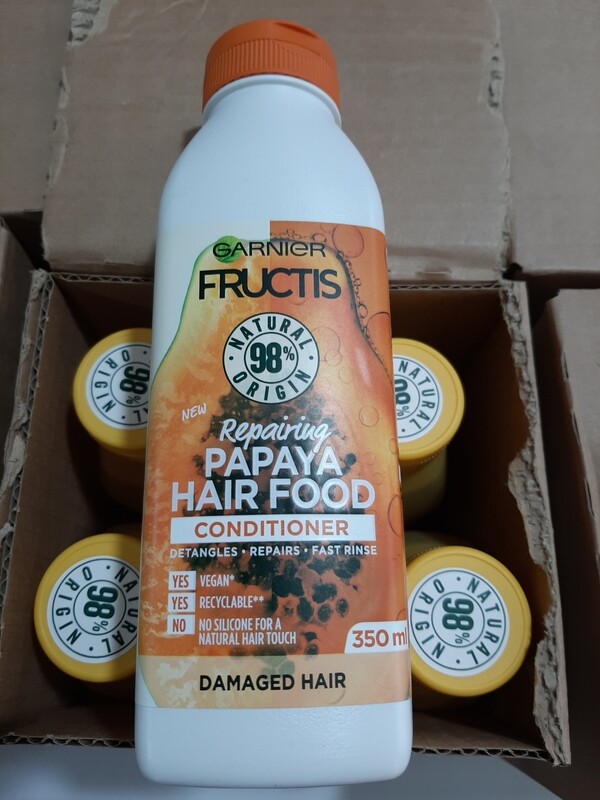 GARNIER
FRUCTIS
NATURAL
98%
ORIGIN
NEW
Repairing
PAPAYA
HAIR FOOD
CONDITIONER
DETANGLES • REPAIRS • FAST RINSE
YES VEGAN*
YES RECYCLABLE**
NO NO SILICONE FOR A
NATURAL HAIR TOUCH
350 ml
DAMAGED HAIR
98%
ORIGIN
NATURAL
98%
NATURAL
98%
ORIGIN
NATURAL
98%
ORIGIN